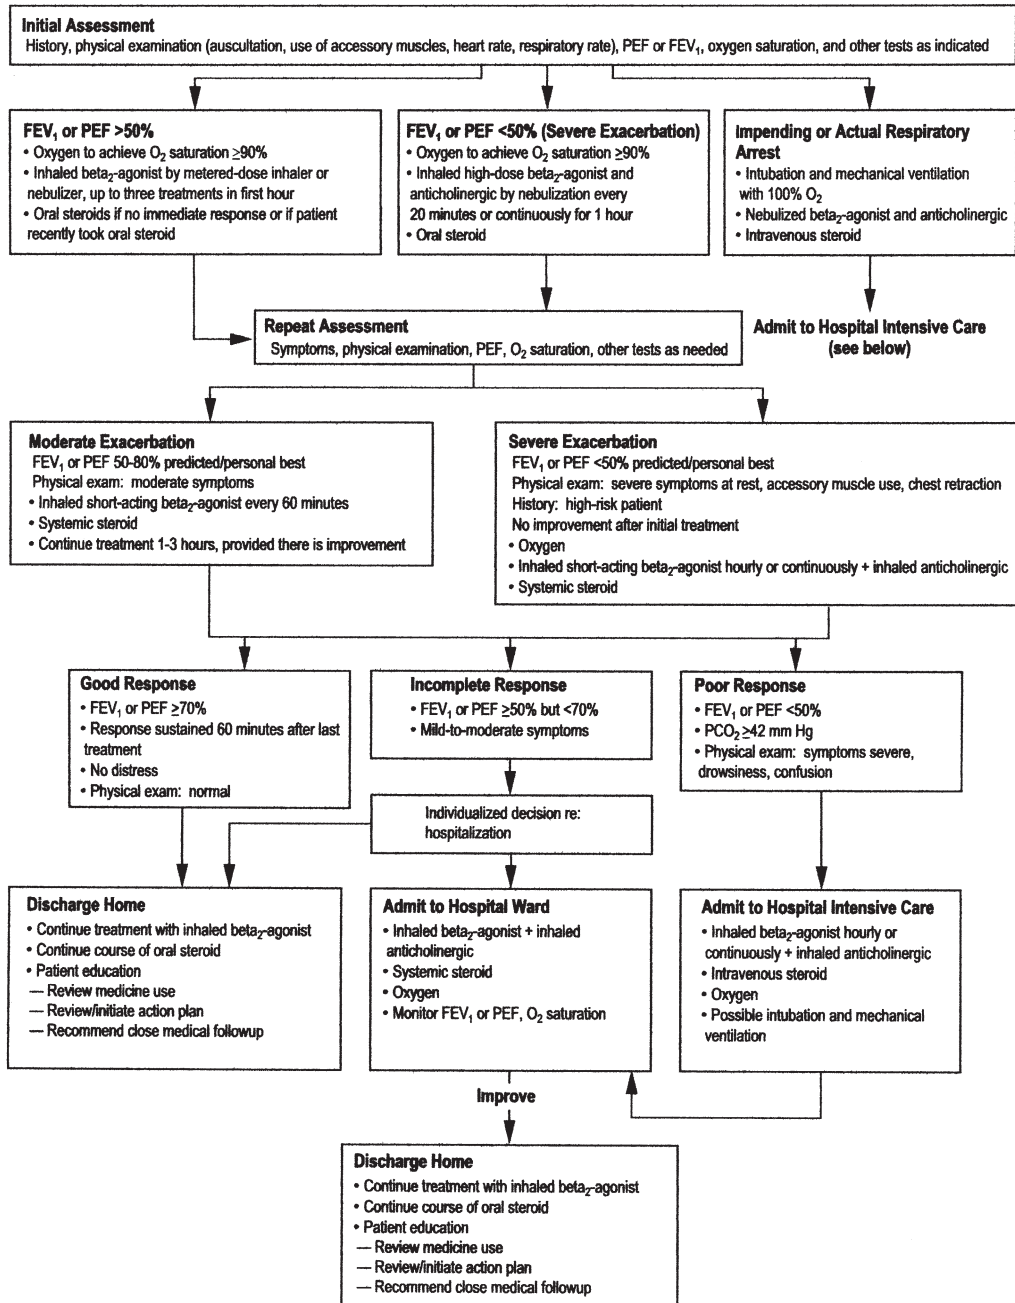 Initial Assessment
History, physical examination (auscultation, use of accessory muscles, heart rate, respiratory rate), PEF or FEV₁, oxygen saturation, and other tests as indicated
FEV₁ or PEF >50%
• Oxygen to achieve O₂ saturation ≥90%
• Inhaled beta₂-agonist by metered-dose inhaler or
nebulizer, up to three treatments in first hour
• Oral steroids if no immediate response or if patient
recently took oral steroid
FEV₁ or PEF <50% (Severe Exacerbation)
• Oxygen to achieve O₂ saturation ≥90%
• Inhaled high-dose beta₂-agonist and
anticholinergic by nebulization every
20 minutes or continuously for 1 hour
• Oral steroid
Impending or Actual Respiratory
Arrest
• Intubation and mechanical ventilation
with 100% O₂
• Nebulized beta₂-agonist and anticholinergic
• Intravenous steroid
Repeat Assessment
Symptoms, physical examination, PEF, O₂ saturation, other tests as needed
Admit to Hospital Intensive Care
(see below)
Moderate Exacerbation
FEV₁ or PEF 50-80% predicted/personal best
Physical exam: moderate symptoms
• Inhaled short-acting beta₂-agonist every 60 minutes
• Systemic steroid
• Continue treatment 1-3 hours, provided there is improvement
Severe Exacerbation
FEV₁ or PEF <50% predicted/personal best
Physical exam: severe symptoms at rest, accessory muscle use, chest retraction
History: high-risk patient
No improvement after initial treatment
• Oxygen
• Inhaled short-acting beta₂-agonist hourly or continuously + inhaled anticholinergic
• Systemic steroid
Good Response
• FEV₁ or PEF ≥70%
• Response sustained 60 minutes after last
treatment
• No distress
• Physical exam: normal
Incomplete Response
• FEV₁ or PEF ≥50% but <70%
• Mild-to-moderate symptoms
Poor Response
• FEV₁ or PEF <50%
• PCO₂ ≥42 mm Hg
• Physical exam: symptoms severe,
drowsiness, confusion
Individualized decision re:
hospitalization
Discharge Home
• Continue treatment with inhaled beta₂-agonist
• Continue course of oral steroid
• Patient education
— Review medicine use
— Review/initiate action plan
— Recommend close medical followup
Admit to Hospital Ward
• Inhaled beta₂-agonist + inhaled
anticholinergic
• Systemic steroid
• Oxygen
• Monitor FEV₁ or PEF, O₂ saturation
Admit to Hospital Intensive Care
• Inhaled beta₂-agonist hourly or
continuously + inhaled anticholinergic
• Intravenous steroid
• Oxygen
• Possible intubation and mechanical
ventilation
Improve
Discharge Home
• Continue treatment with inhaled beta₂-agonist
• Continue course of oral steroid
• Patient education
— Review medicine use
— Review/initiate action plan
— Recommend close medical followup